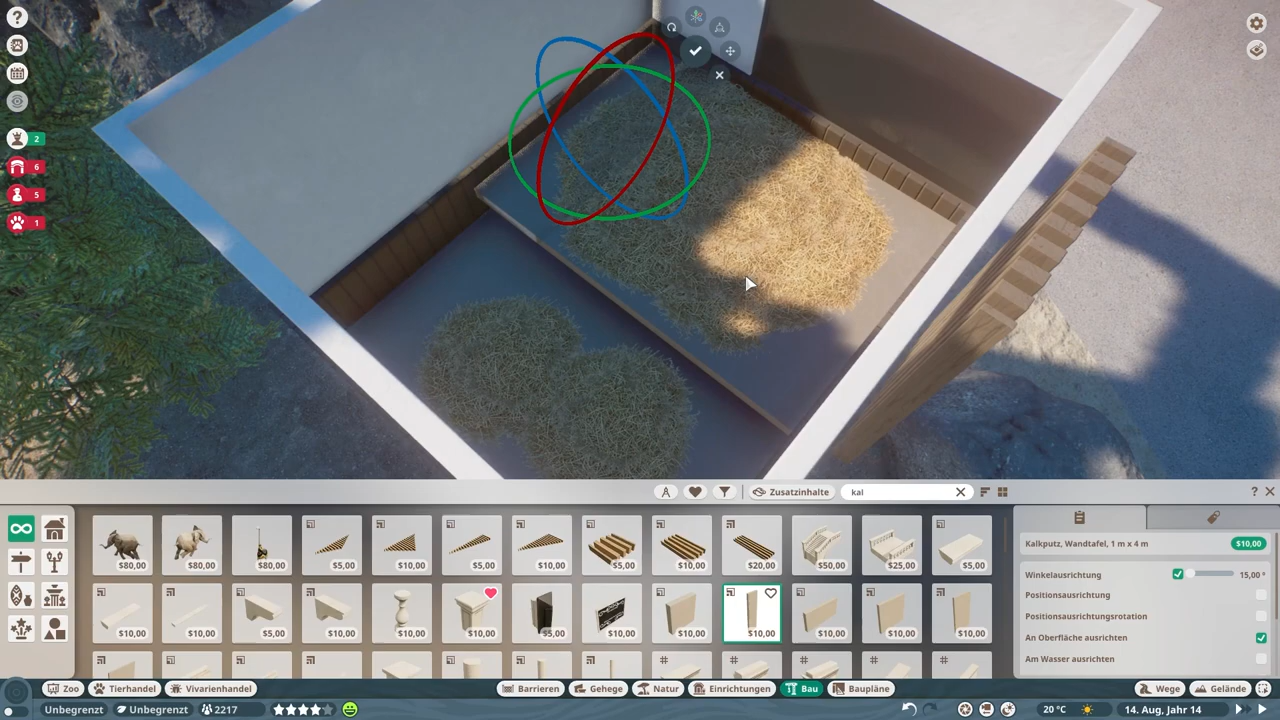 ?
2
6
5
1
Zusatzinhalte
kal
?
$80,00
$80,00
$80,00
$5,00
$10,00
$5,00
$10,00
$5,00
$10,00
$20,00
$50,00
$25,00
$5,00
$10,00
$10,00
$5,00
$10,00
$10,00
$10,00
$5,00
$10,00
$10,00
$10,00
$10,00
$10,00
$10,00
Kalkputz, Wandtafel, 1 m x 4 m
$10,00
Winkelausrichtung
15,00 °
Positionsausrichtung
Positionsausrichtungsrotation
An Oberfläche ausrichten
Am Wasser ausrichten
Zoo
Tierhandel
Vivarienhandel
Barrieren
Gehege
Natur
Einrichtungen
Bau
Baupläne
Wege
Gelände
Unbegrenzt
Unbegrenzt
2217
20 °C
14. Aug, Jahr 14